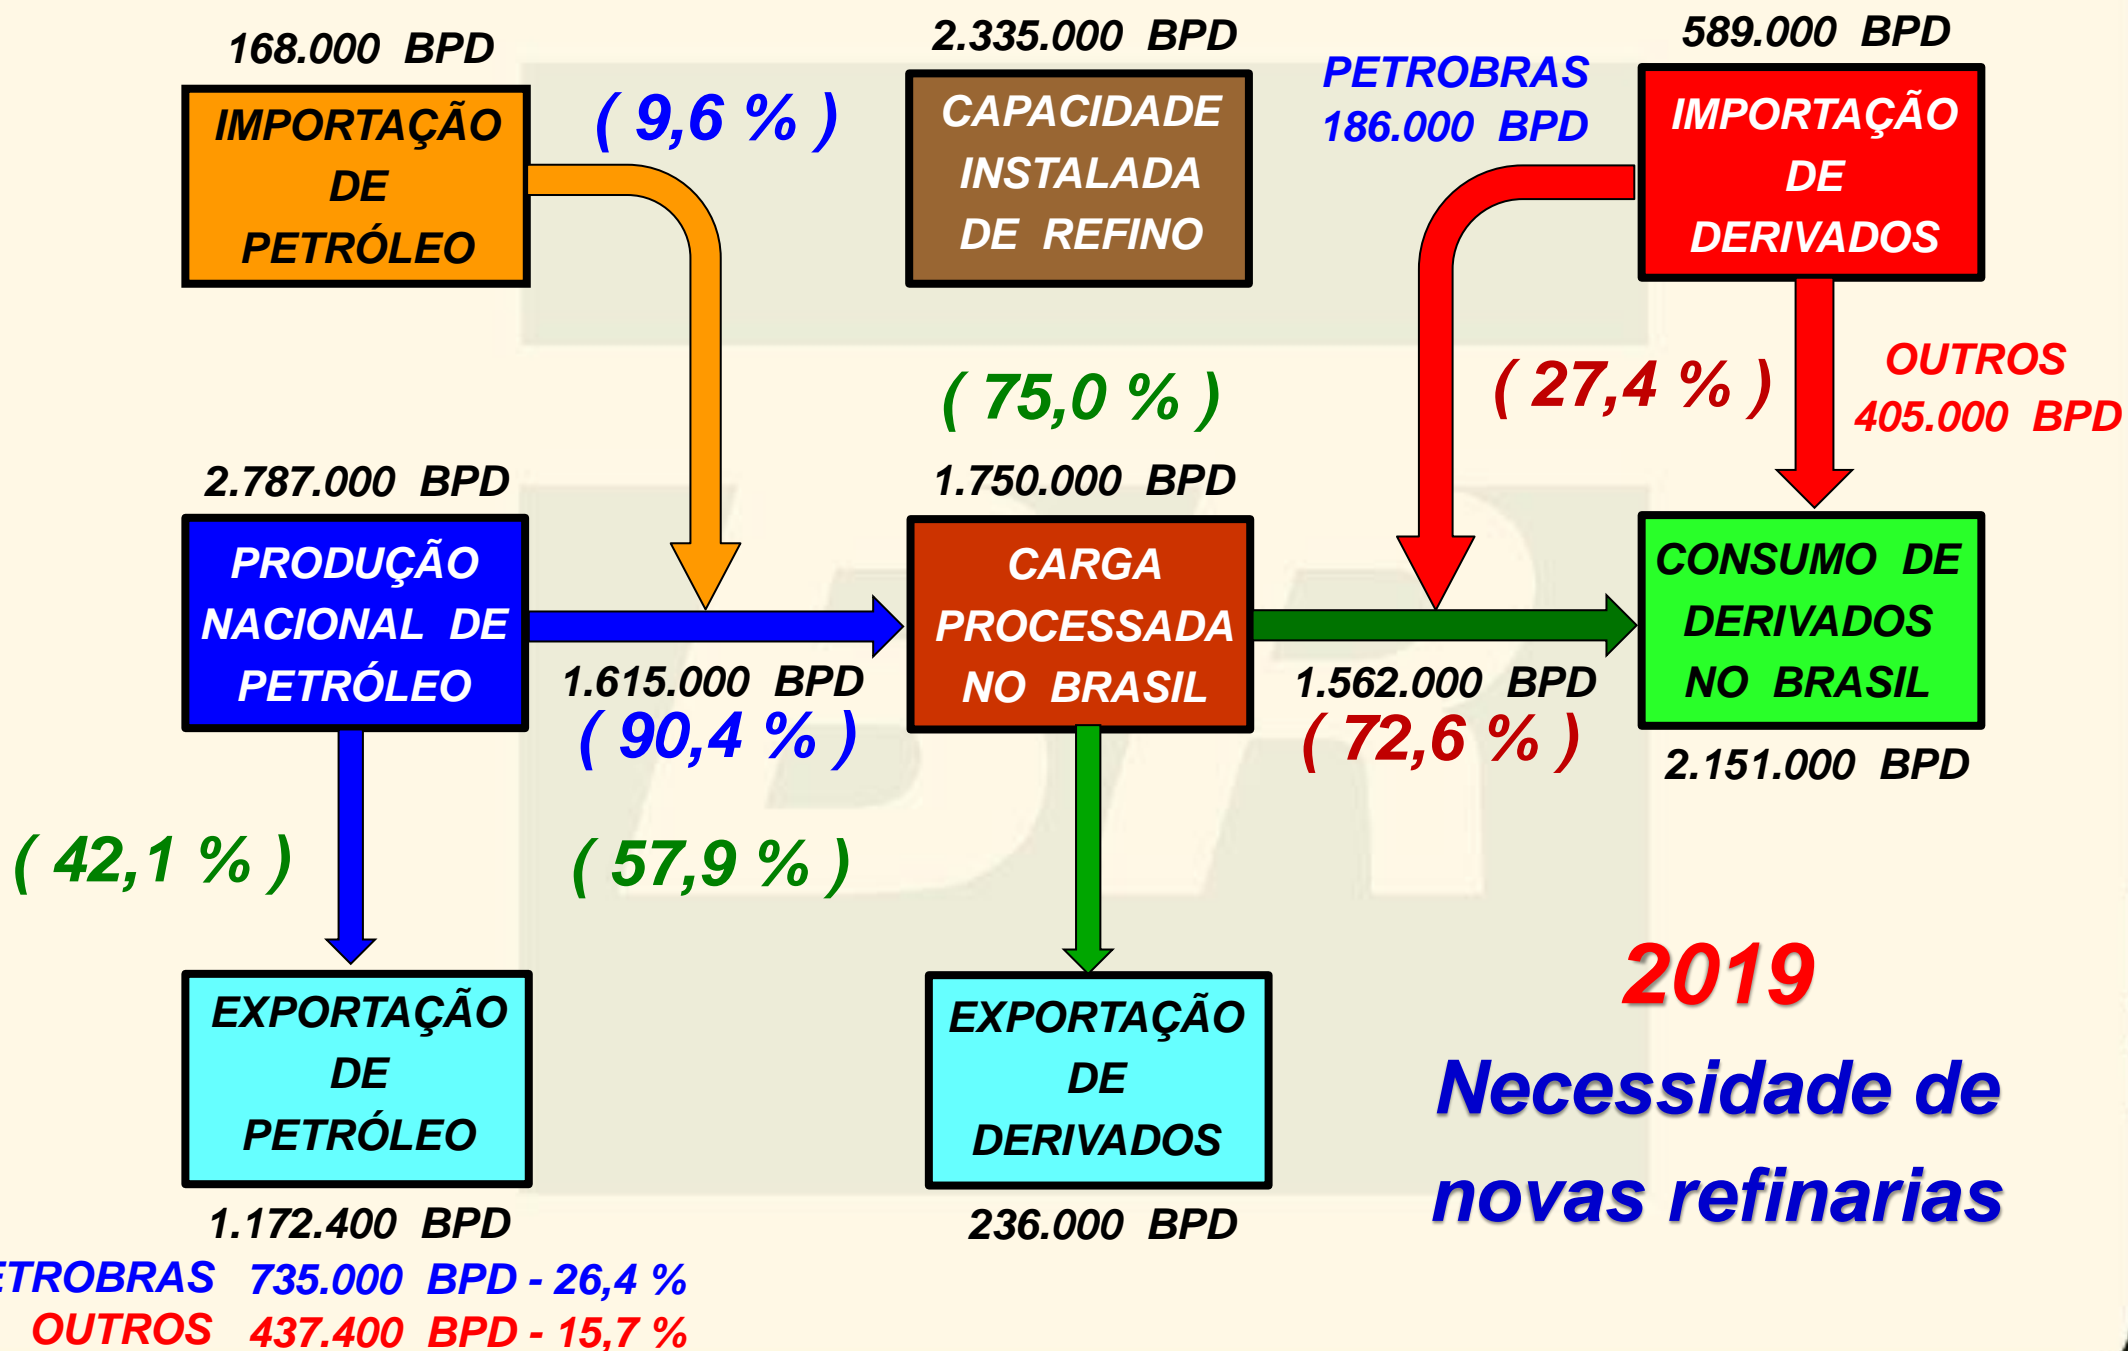 168.000 BPD
IMPORTAÇÃO
DE
PETRÓLEO
( 9,6 % )
2.335.000 BPD
CAPACIDADE
INSTALADA
DE REFINO
PETROBRAS
186.000 BPD
589.000 BPD
IMPORTAÇÃO
DE
DERIVADOS
( 75,0 % )
( 27,4 % )
OUTROS
405.000 BPD
2.787.000 BPD
PRODUÇÃO
NACIONAL DE
PETRÓLEO
1.615.000 BPD
( 90,4 % )
1.750.000 BPD
CARGA
PROCESSADA
NO BRASIL
1.562.000 BPD
( 72,6 % )
CONSUMO DE
DERIVADOS
NO BRASIL
2.151.000 BPD
( 42,1 % )
( 57,9 % )
EXPORTAÇÃO
DE
PETRÓLEO
1.172.400 BPD
ETROBRAS 735.000 BPD - 26,4 %
OUTROS 437.400 BPD - 15,7 %
EXPORTAÇÃO
DE
DERIVADOS
236.000 BPD
2019
Necessidade de
novas refinarias
BR